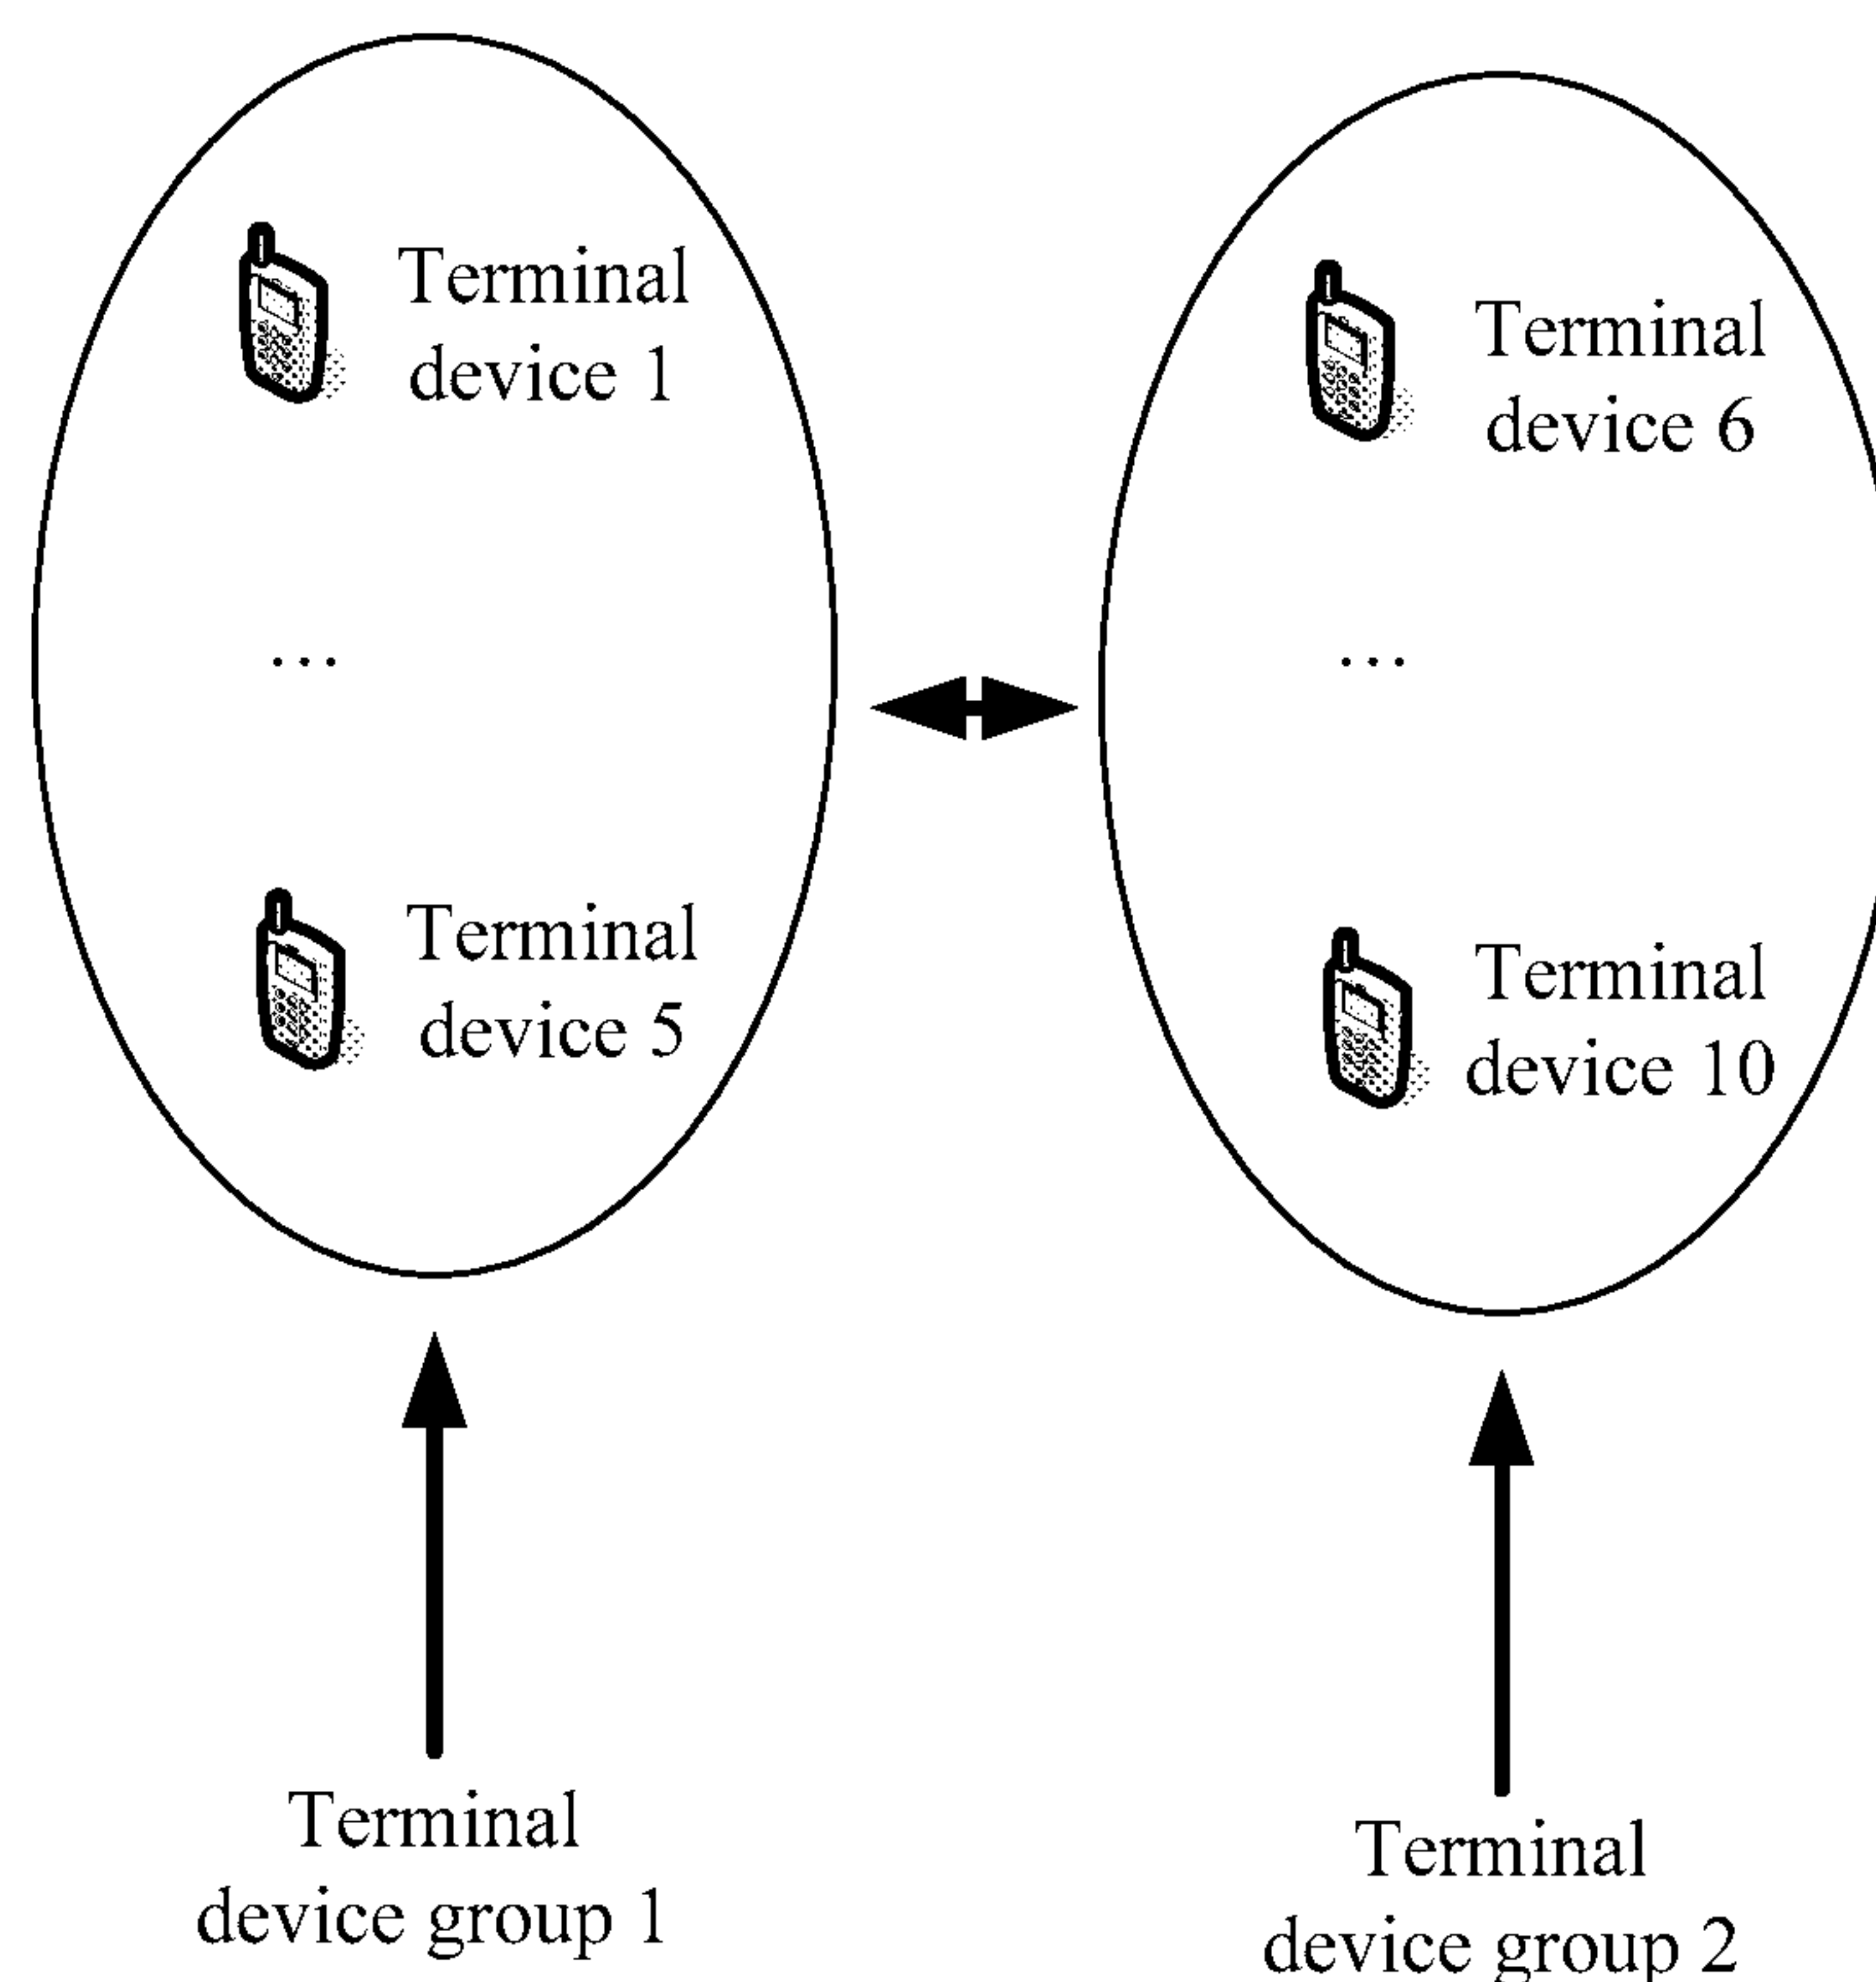 Terminal
device 1
Terminal
device 6
...
...
Terminal
device 5
Terminal
device 10
Terminal
device group 1
Terminal
device group 2